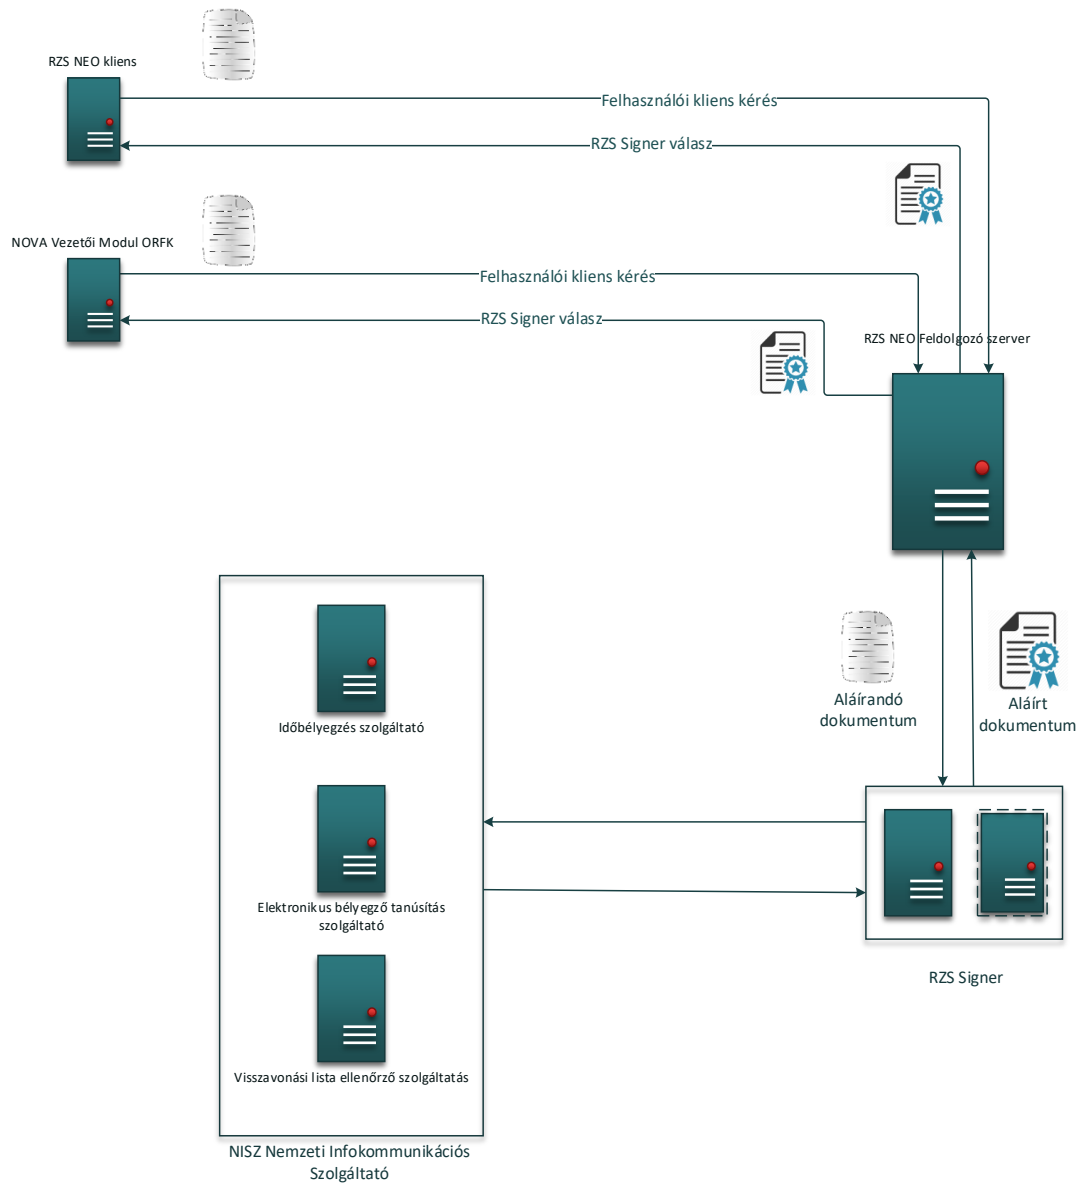 RZS NEO kliens
Felhasználói kliens kérés
RZS Signer válasz
NOVA Vezetői Modul ORFK
Felhasználói kliens kérés
RZS Signer válasz
RZS NEO Feldolgozó szerver
Aláírandó
dokumentum
Aláírt
dokumentum
Időbélyegzés szolgáltató
Elektronikus bélyegző tanúsítás
szolgáltató
RZS Signer
Visszavonási lista ellenőrző szolgáltatás
NISZ Nemzeti Infokommunikációs
Szolgáltató